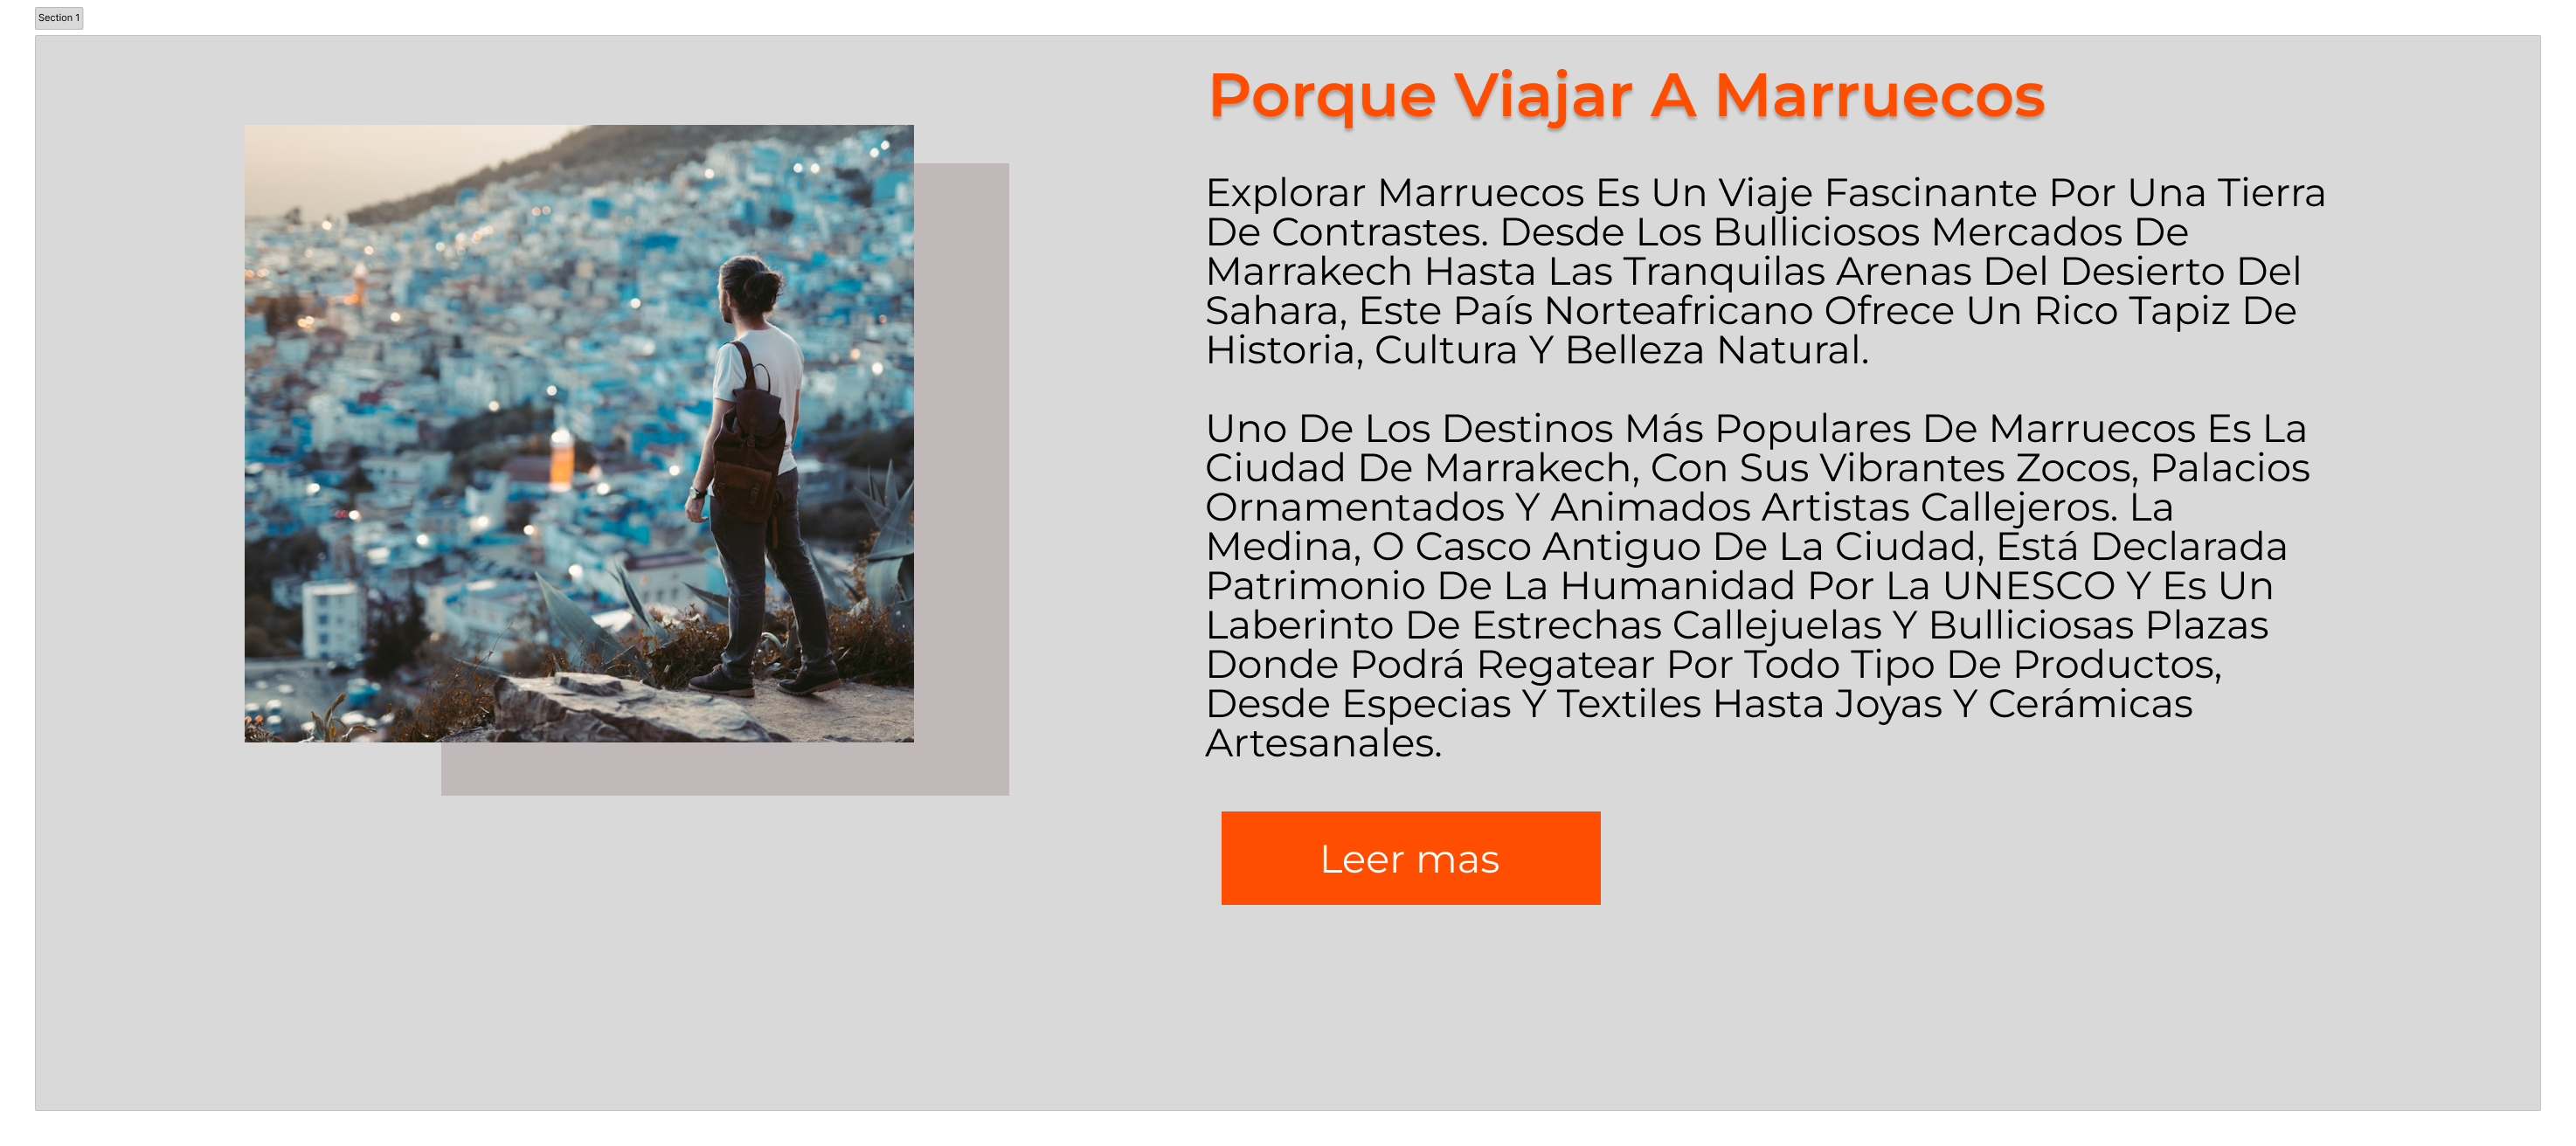 Section 1
Porque Viajar A Marruecos
Explorar Marruecos Es Un Viaje Fascinante Por Una Tierra
De Contrastes. Desde Los Bulliciosos Mercados De
Marrakech Hasta Las Tranquilas Arenas Del Desierto Del
Sahara, Este País Norteafricano Ofrece Un Rico Tapiz De
Historia, Cultura Y Belleza Natural.
Uno De Los Destinos Más Populares De Marruecos Es La
Ciudad De Marrakech, Con Sus Vibrantes Zocos, Palacios
Ornamentados Y Animados Artistas Callejeros. La
Medina, O Casco Antiguo De La Ciudad, Está Declarada
Patrimonio De La Humanidad Por La UNESCO Y Es Un
Laberinto De Estrechas Callejuelas Y Bulliciosas Plazas
Donde Podrá Regatear Por Todo Tipo De Productos,
Desde Especias Y Textiles Hasta Joyas Y Cerámicas
Artesanales.
Leer mas